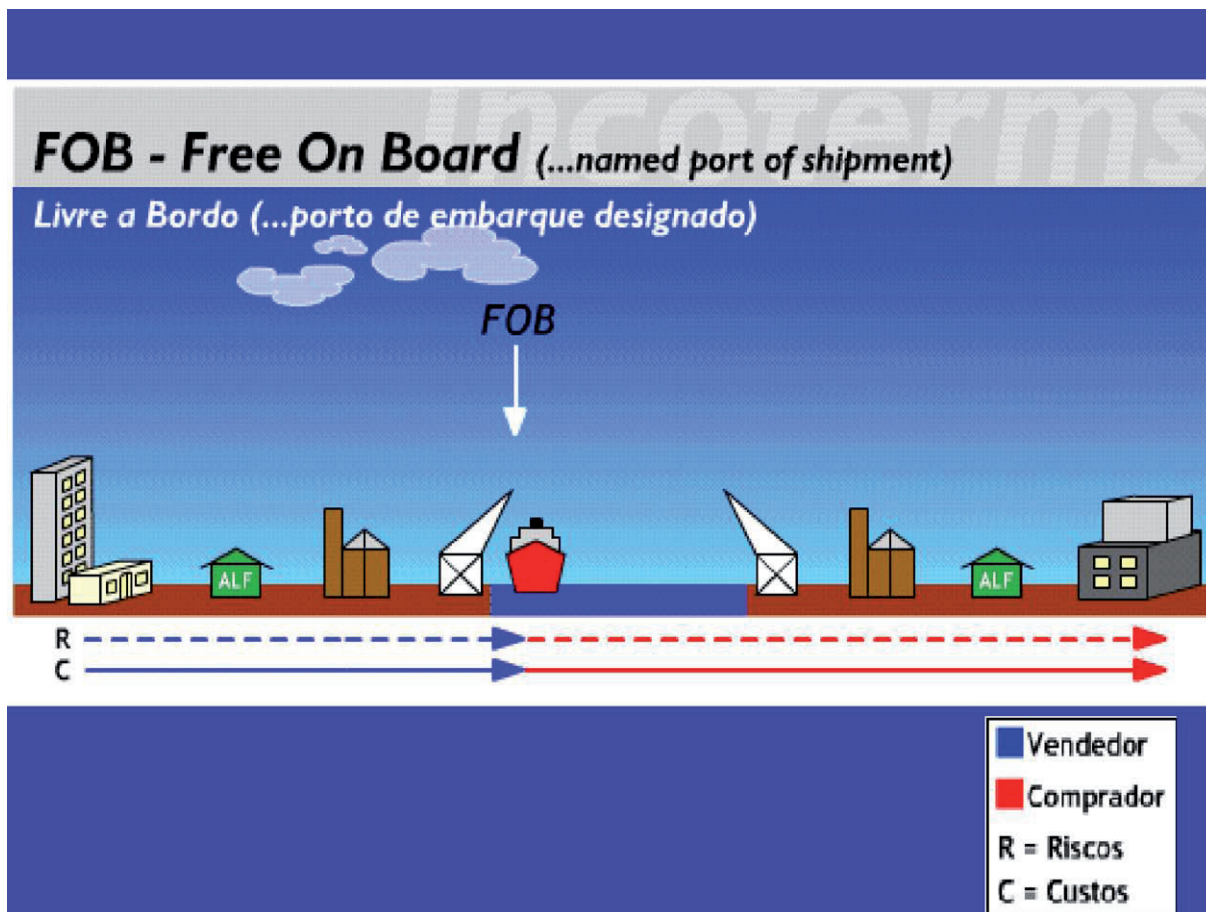 Incoterms
FOB - Free On Board (...named port of shipment)
Livre a Bordo (...porto de embarque designado)
FOB
ALF
ALF
R
C
Vendedor
Comprador
R = Riscos
C = Custos